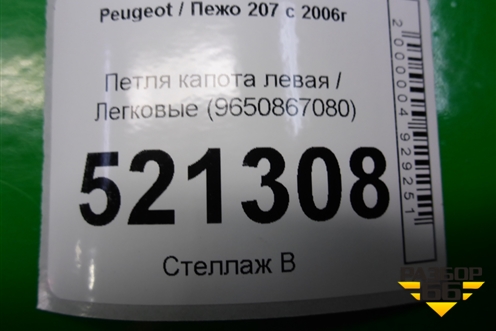 Peugeot / Пежо 207 с 2006г
Петля капота левая /
Легковые (9650867080)
521308
Стеллаж В
2000004929251
РАЗБОР
66